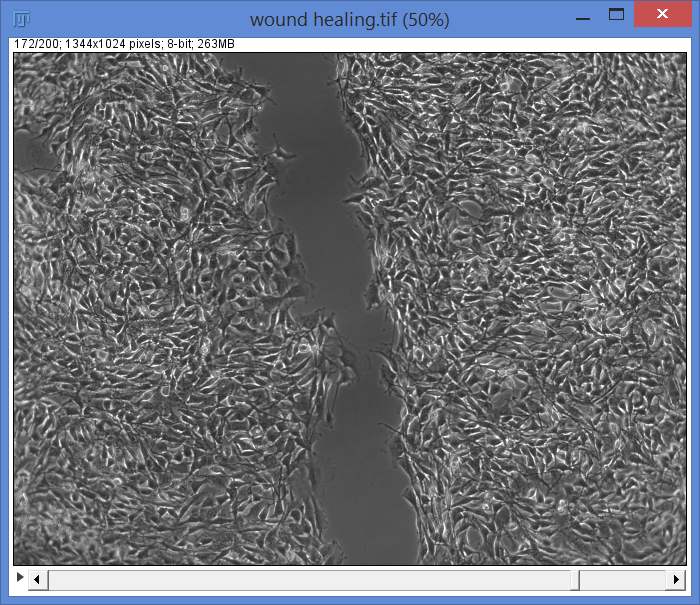 wound healing.tif (50%)
172/200; 1344x1024 pixels; 8-bit; 263MB